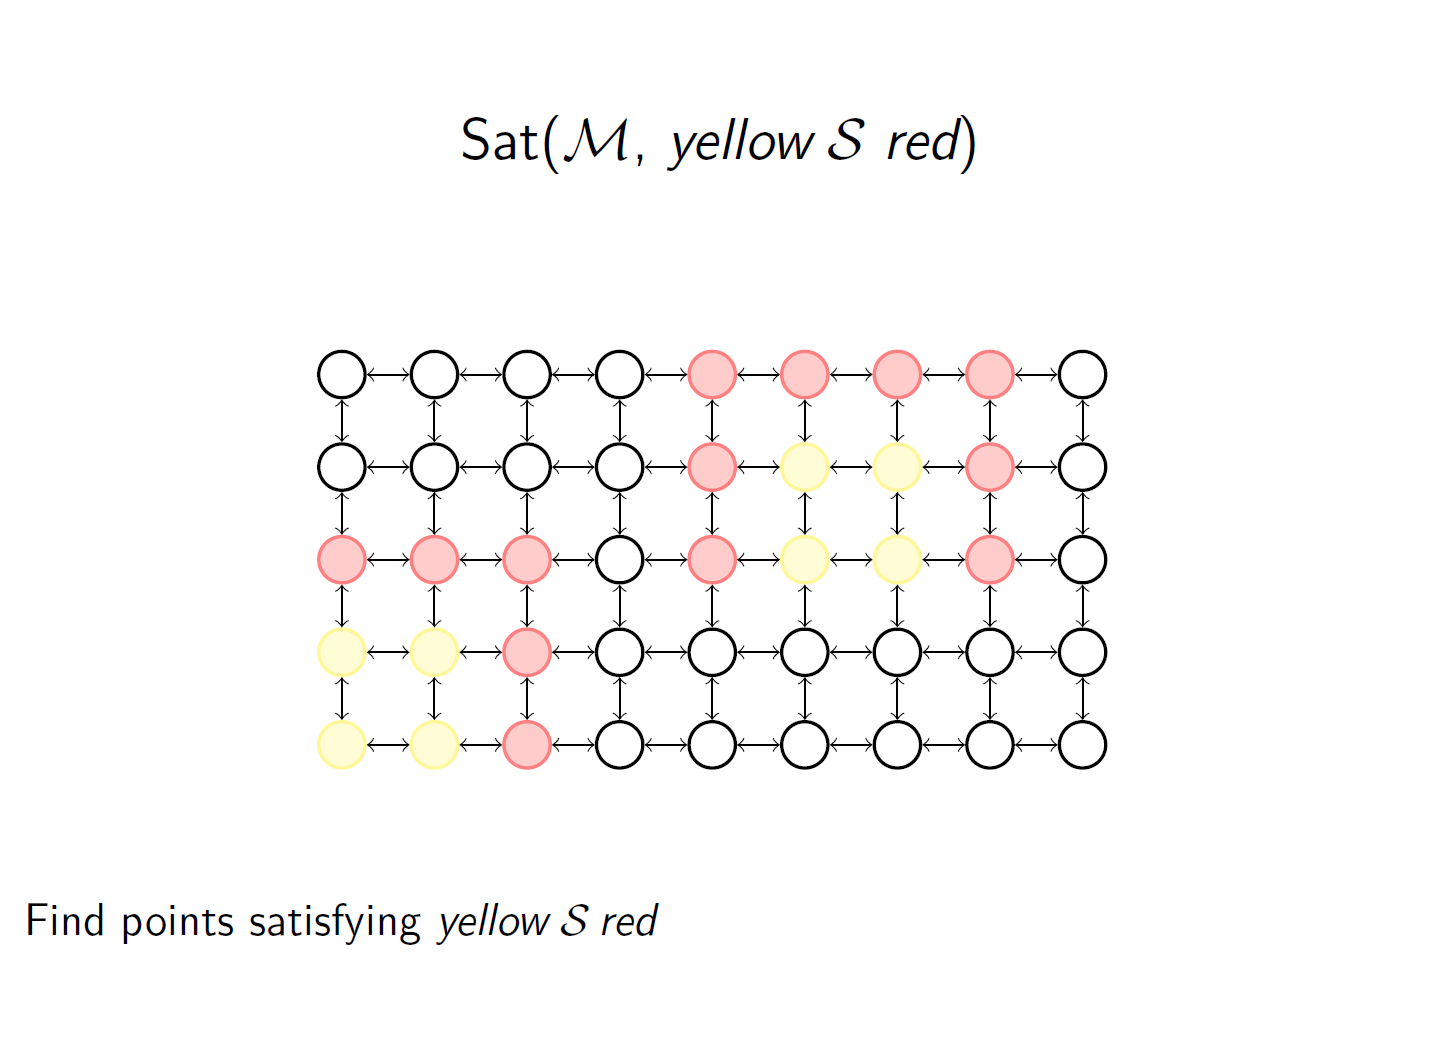 Sat(ℳ, yellow 𝒮 red)
Find points satisfying yellow 𝒮 red